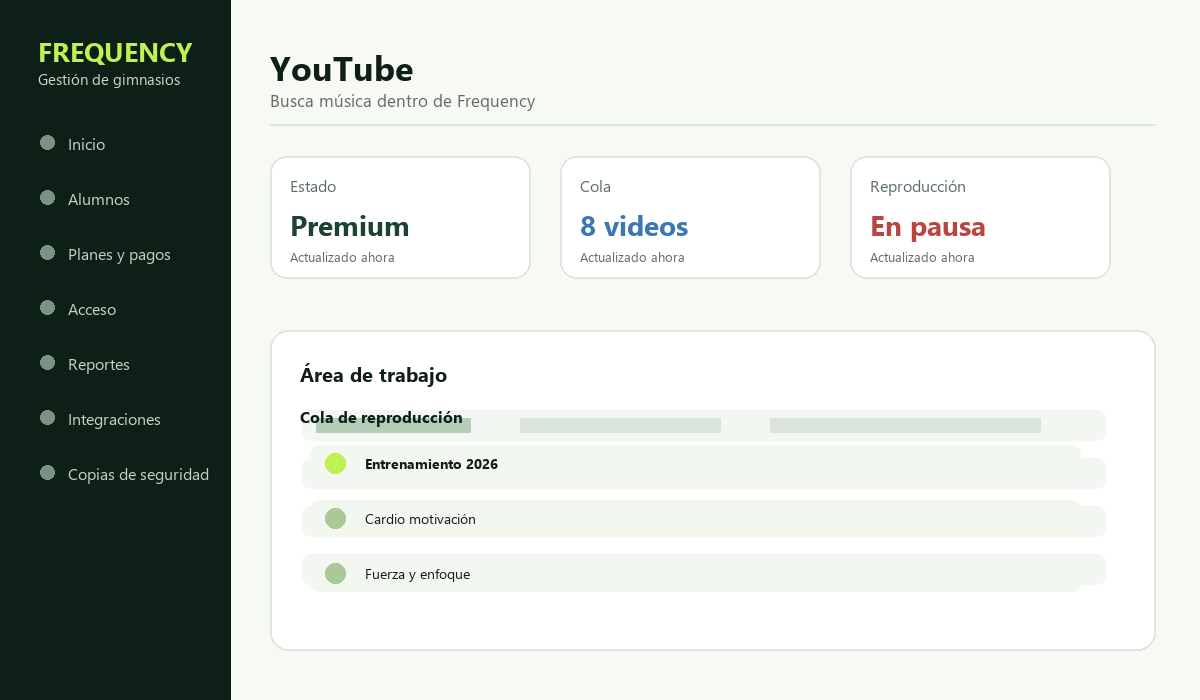 FREQUENCY
Gestión de gimnasios
Inicio
Alumnos
Planes y pagos
Acceso
Reportes
Integraciones
Copias de seguridad
YouTube
Busca música dentro de Frequency
Estado
Premium
Actualizado ahora
Cola
8 videos
Actualizado ahora
Reproducción
En pausa
Actualizado ahora
Área de trabajo
Cola de reproducción
Entrenamiento 2026
Cardio motivación
Fuerza y enfoque